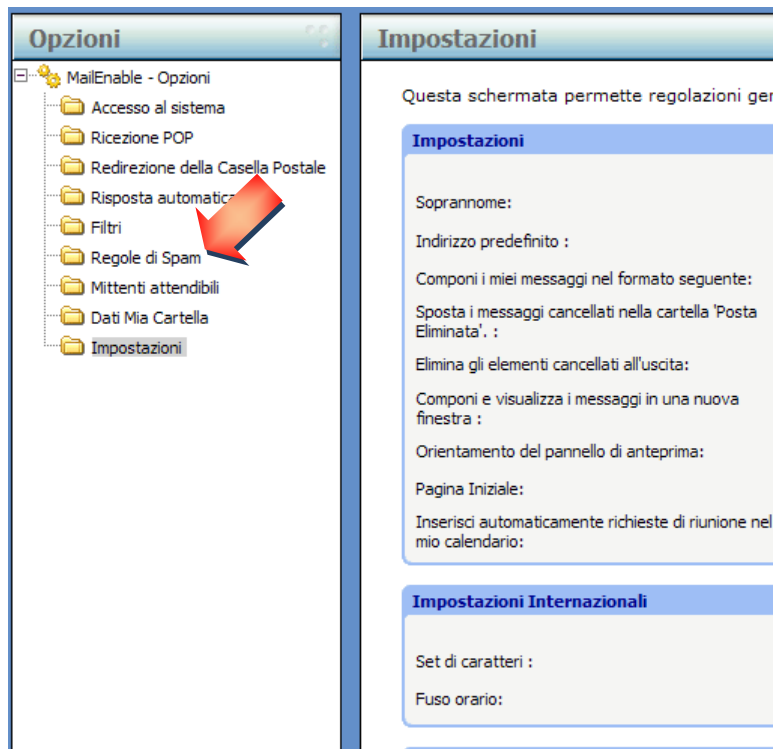 Opzioni
MailEnable - Opzioni
Accesso al sistema
Ricezione POP
Redirezione della Casella Postale
Risposta automatica
Filtri
Regole di Spam
Mittenti attendibili
Dati Mia Cartella
Impostazioni
Impostazioni
Questa schermata permette regolazioni ger
Impostazioni
Soprannome:
Indirizzo predefinito :
Componi i miei messaggi nel formato seguente:
Sposta i messaggi cancellati nella cartella 'Posta
Eliminata'. :
Elimina gli elementi cancellati all'uscita:
Componi e visualizza i messaggi in una nuova
finestra :
Orientamento del pannello di anteprima:
Pagina Iniziale:
Inserisci automaticamente richieste di riunione nel
mio calendario:
Impostazioni Internazionali
Set di caratteri :
Fuso orario: